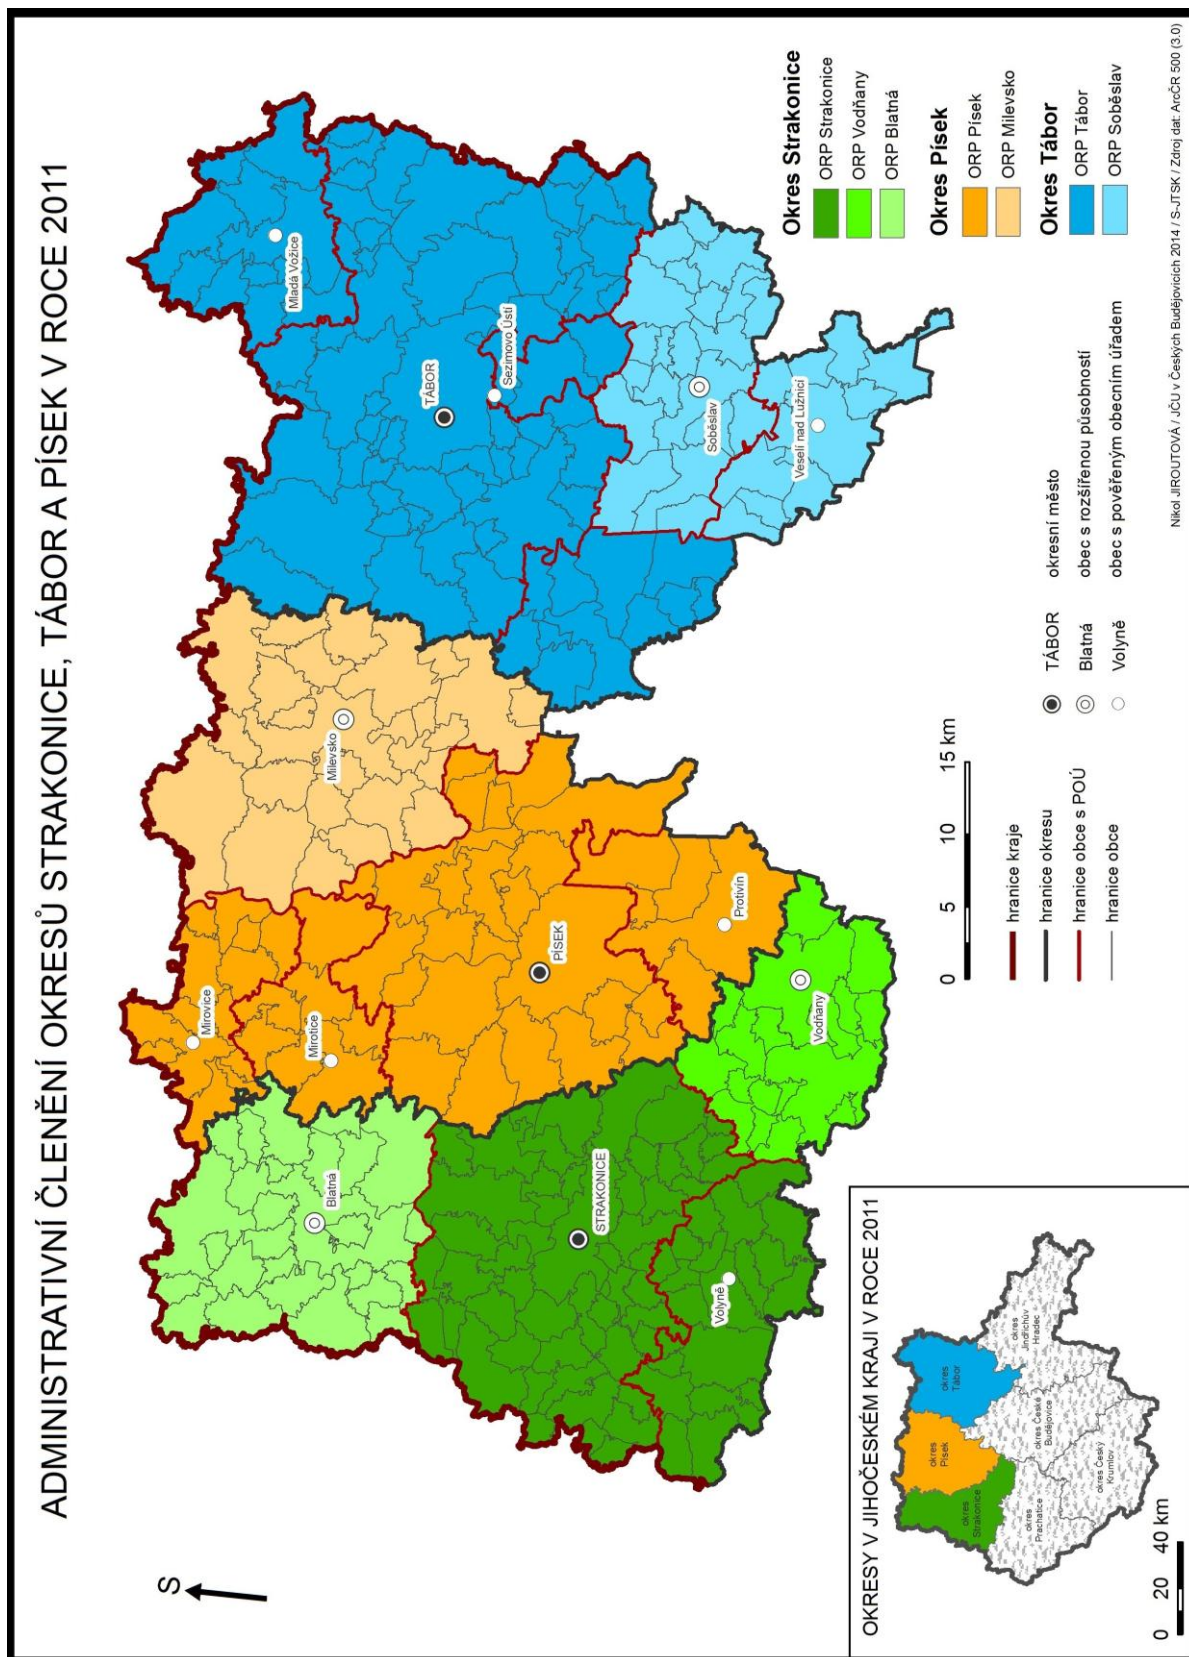 ADMINISTRATIVNÍ ČLENĚNÍ OKRESŮ STRAKONICE, TÁBOR A PÍSEK V ROCE 2011
S
Mladá Vožice
TÁBOR
Sezimovo Ústí
Soběslav
Veselí nad Lužnicí
Milevsko
Mirovice
Mirotice
PÍSEK
Protivín
Blatná
STRAKONICE
Vodňany
Volyně
Okres Strakonice
ORP Strakonice
ORP Vodňany
ORP Blatná
Okres Písek
ORP Písek
ORP Milevsko
Okres Tábor
ORP Tábor
ORP Soběslav
0 5 10 15 km
hranice kraje
hranice okresu
hranice obce s POÚ
hranice obce
TÁBOR okresní město
Blatná obec s rozšířenou působností
Volyně obec s pověřeným obecním úřadem
OKRESY V JIHOČESKÉM KRAJI V ROCE 2011
okres
Strakonice
okres
Písek
okres
Tábor
okres
Prachatice
okres České
Budějovice
okres
Jindřichův
Hradec
okres Český
Krumlov
0 20 40 km
Nikol JIROUTOVÁ / JČU v Českých Budějovicích 2014 / S-JTSK / Zdroj dat: ArcČR 500 (3.0)